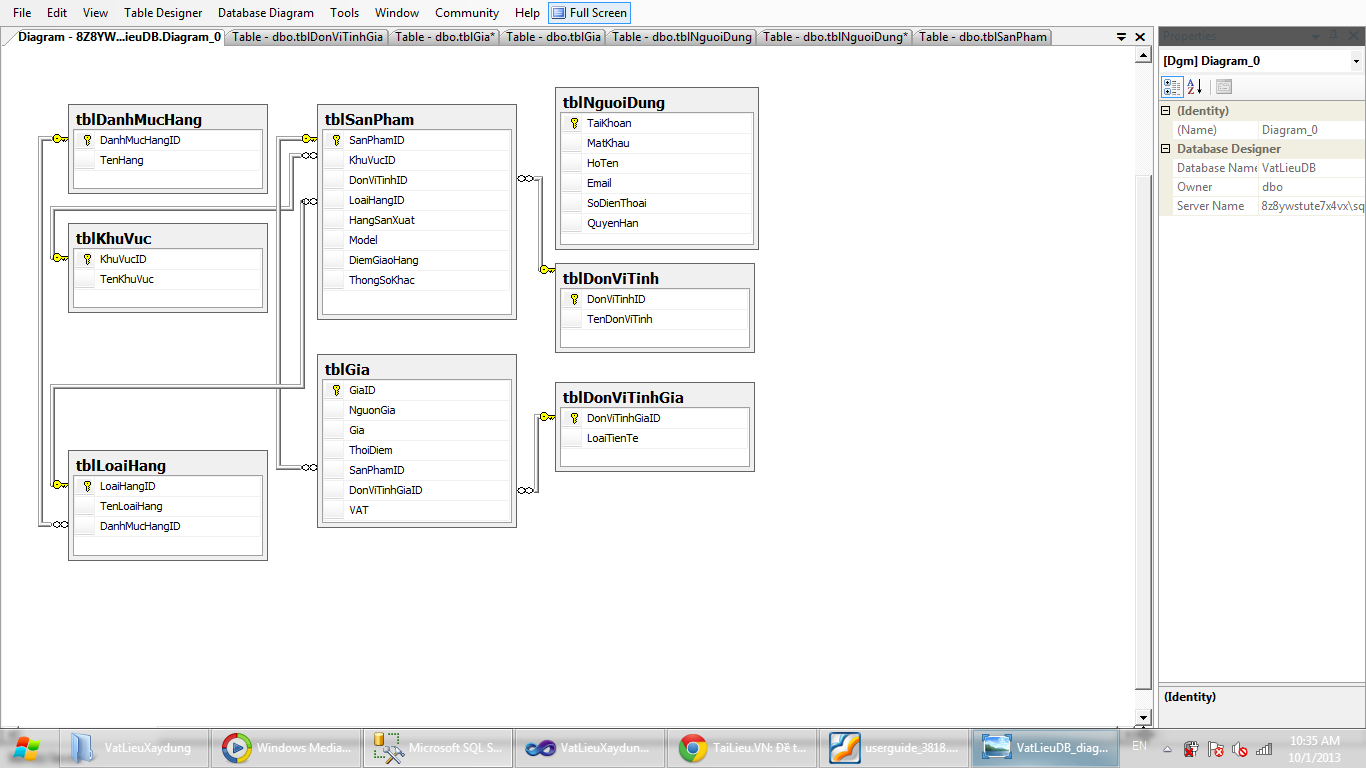 File Edit View Table Designer Database Diagram Tools Window Community Help Full Screen
Diagram - 8Z8YW...ieuDB.Diagram_0 Table - dbo.tblDonViTinhGia Table - dbo.tblGia* Table - dbo.tblGia Table - dbo.tblNguoiDung Table - dbo.tblNguoiDung* Table - dbo.tblSanPham
tblDanhMucHang
DanhMucHangID
TenHang
tblKhuVuc
KhuVucID
TenKhuVuc
tblLoaiHang
LoaiHangID
TenLoaiHang
DanhMucHangID
tblSanPham
SanPhamID
KhuVucID
DonViTinhID
LoaiHangID
HangSanXuat
Model
DiemGiaoHang
ThongSoKhac
tblGia
GiaID
NguonGia
Gia
ThoiDiem
SanPhamID
DonViTinhGiaID
VAT
tblNguoiDung
TaiKhoan
MatKhau
HoTen
Email
SoDienThoai
QuyenHan
tblDonViTinh
DonViTinhID
TenDonViTinh
tblDonViTinhGia
DonViTinhGiaID
LoaiTienTe
Properties
[Dgm] Diagram_0
(Identity)
(Name) Diagram_0
Database Designer
Database Name VatLieuDB
Owner dbo
Server Name 8z8ywstute7x4vx\sq
(Identity)
VatLieuXaydung Windows Media... Microsoft SQL S... VatLieuXaydun... TaiLieu.VN: Đề t... userguide_3818.... VatLieuDB_diag... EN
10:35 AM
10/1/2013